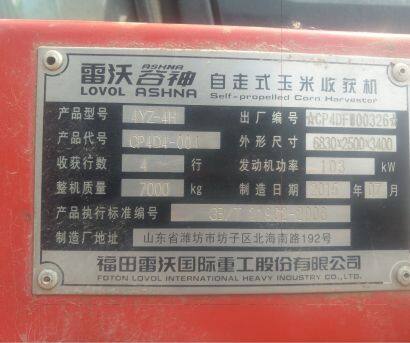 雷沃谷神 ASHNA 自走式玉米收获机
LOVOL ASHNA Self-propelled Corn Harvester
产品型号 4YZ-4H 出厂编号
产品代号 外形尺寸 6830×2500×3400
收获行数 4 行 发动机功率 103 kW
整机质量 7000 kg 制造日期 2015 年 07 月
产品执行标准编号
制造厂地址 山东省潍坊市坊子区北海南路192号
福田雷沃国际重工股份有限公司
FOTON LOVOL INTERNATIONAL HEAVY INDUSTRY CO.,LTD.